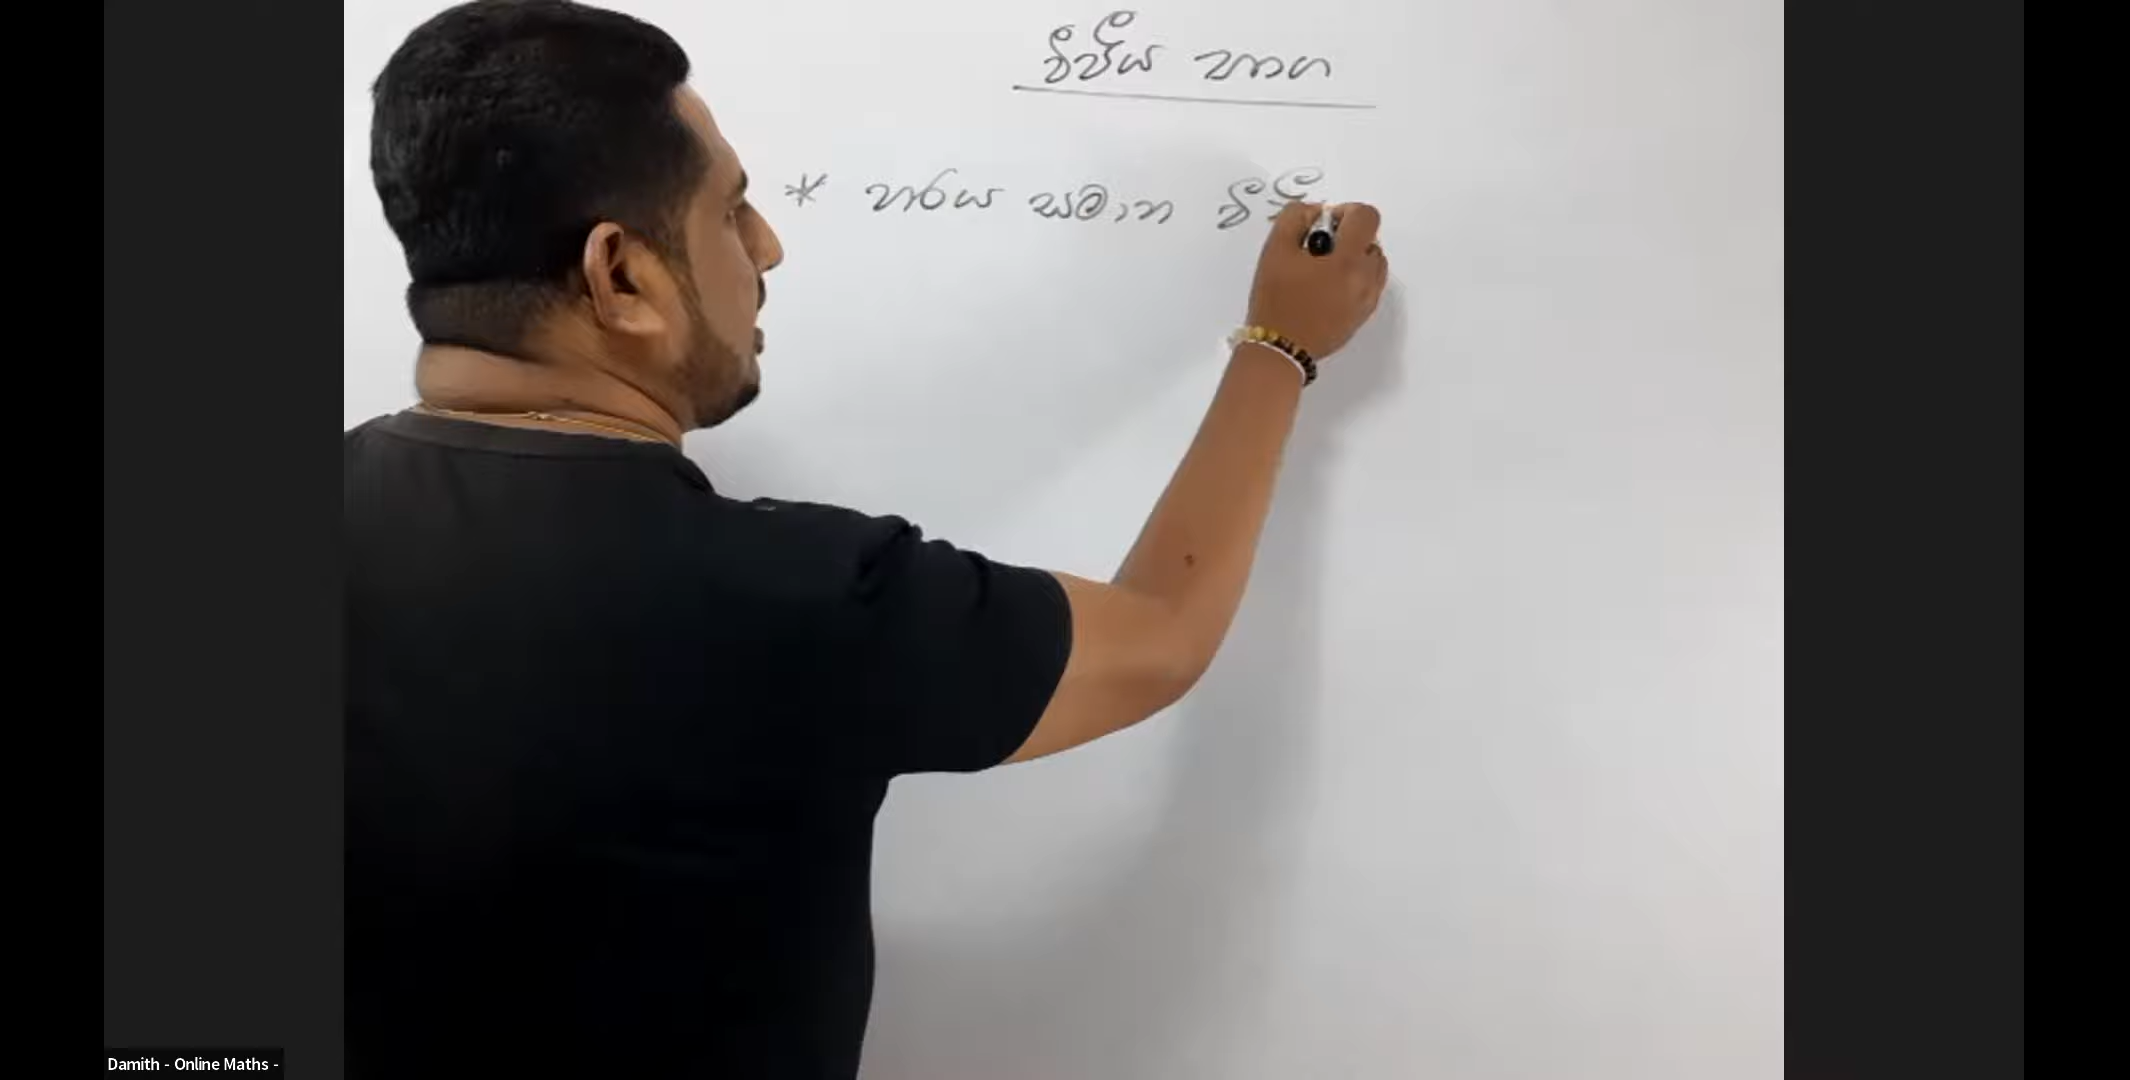 වීජීය භාග
* හරය සමාන වී
Damith - Online Maths -